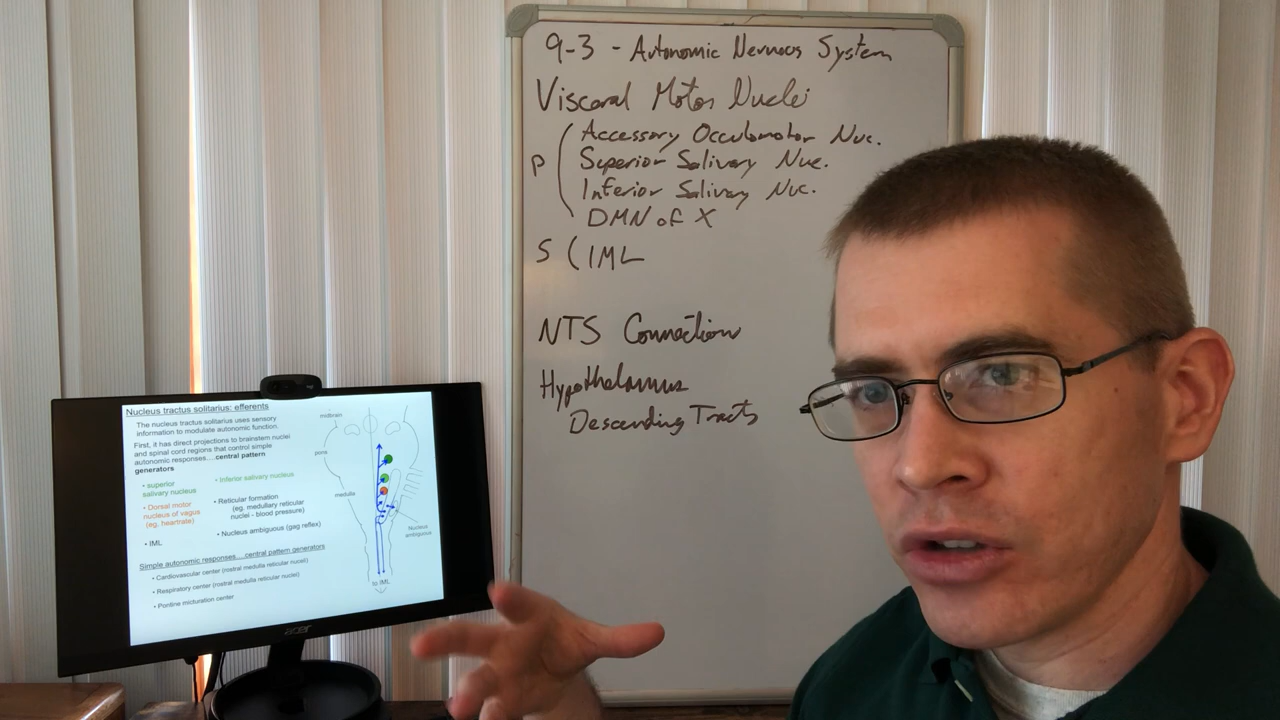 9-3 - Autonomic Nervous System
Visceral Motor Nuclei
P
Accessory Occulomotor Nuc.
Superior Salivary Nuc.
Inferior Salivary Nuc.
DMN of X
S ( IML
NTS Connection
Hypothelamus
Descending Tracts
Nucleus tractus solitarius: efferents
The nucleus tractus solitarius uses sensory
information to modulate autonomic function.
First, it has direct projections to brainstem nuclei
and spinal cord regions that control simple
autonomic responses....central pattern
generators
• superior
salivary nucleus
• Inferior salivary nucleus
• Dorsal motor
nucleus of vagus
(eg. heartrate)
• Reticular formation
(eg. medullary reticular
nuclei - blood pressure)
• IML
• Nucleus ambiguous (gag reflex)
Simple autonomic responses....central pattern generators
• Cardiovascular center (rostral medulla reticular nuclei)
• Respiratory center (rostral medulla reticular nuclei)
• Pontine micturation center
midbrain
pons
medulla
Nucleus
ambiguous
to IML
acer